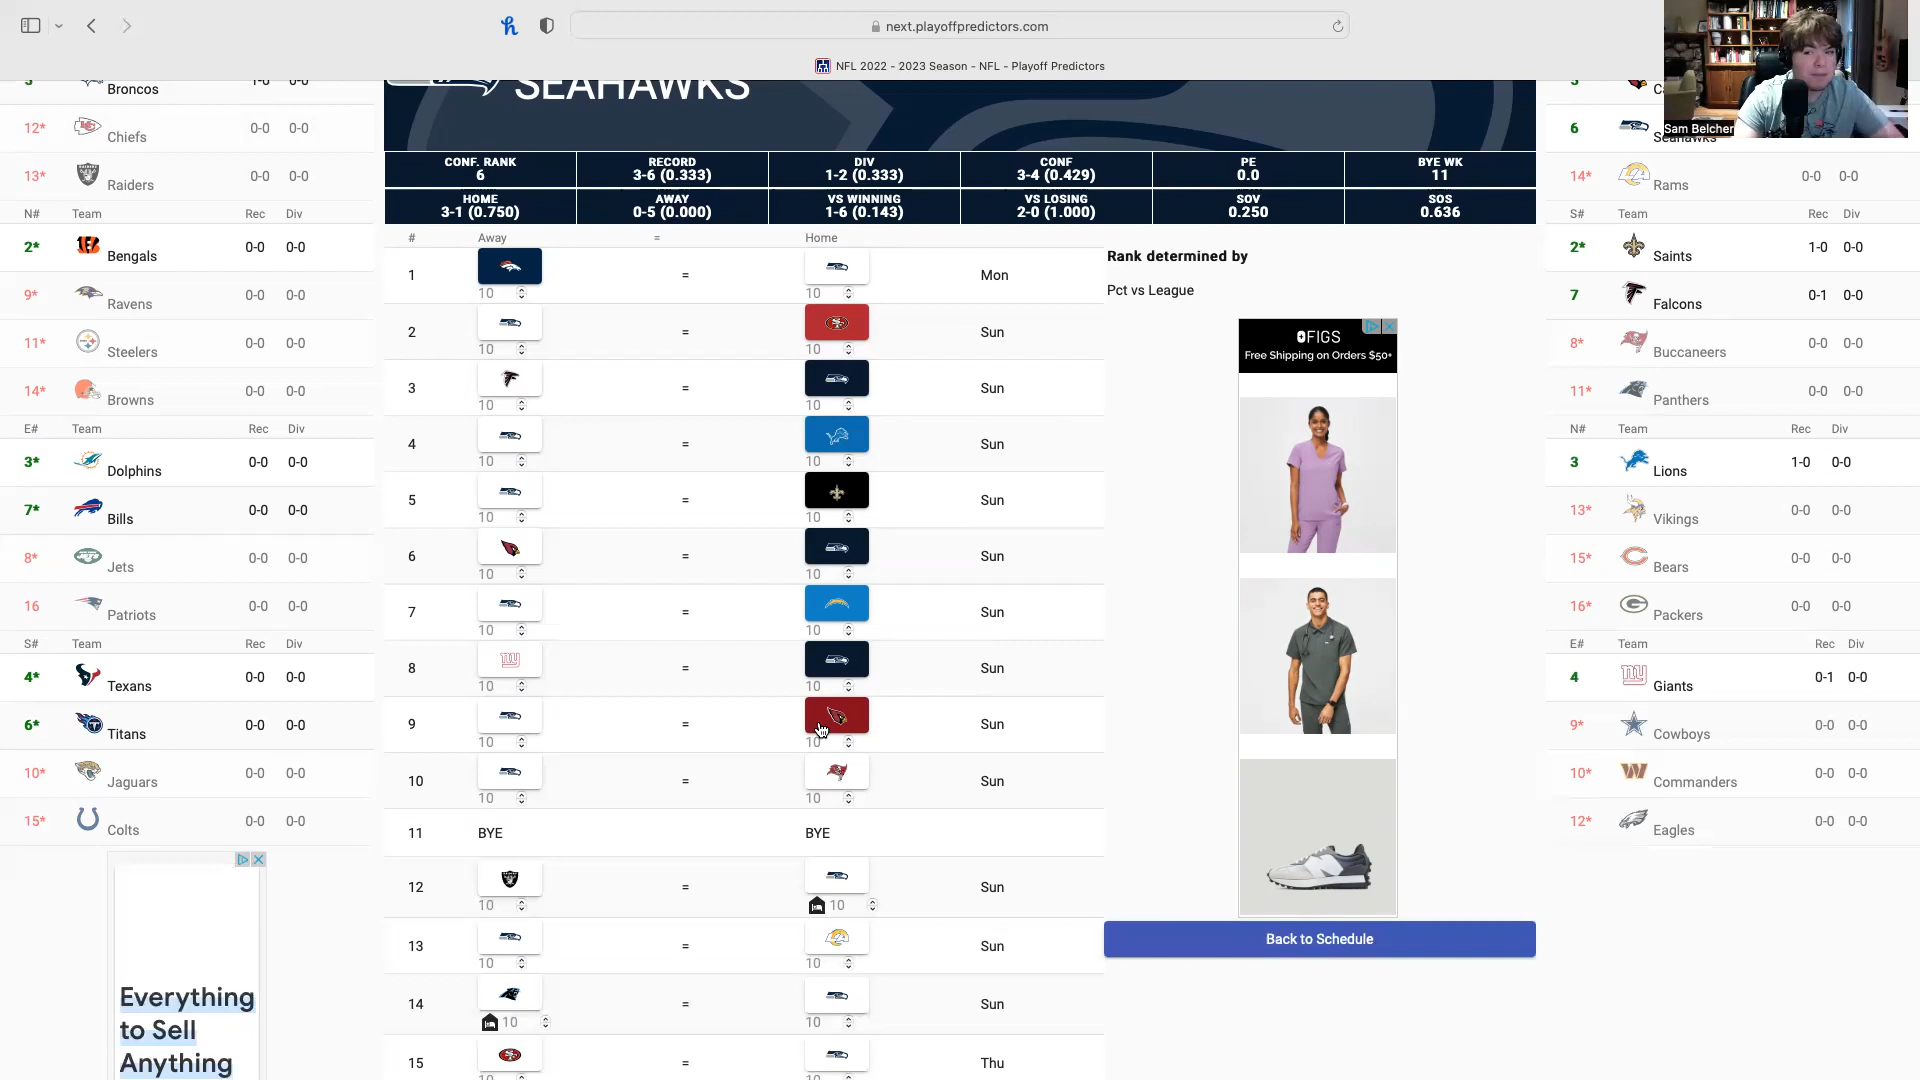 next.playoffpredictors.com
NFL 2022 - 2023 Season - NFL - Playoff Predictors
Sam Belcher
Broncos 1-0 0-0
12* Chiefs 0-0 0-0
13* Raiders 0-0 0-0
N# Team Rec Div
2* Bengals 0-0 0-0
9* Ravens 0-0 0-0
11* Steelers 0-0 0-0
14* Browns 0-0 0-0
E# Team Rec Div
3* Dolphins 0-0 0-0
7* Bills 0-0 0-0
8* Jets 0-0 0-0
16 Patriots 0-0 0-0
S# Team Rec Div
4* Texans 0-0 0-0
6* Titans 0-0 0-0
10* Jaguars 0-0 0-0
15* Colts 0-0 0-0
Everything
to Sell
Anything
SEAHAWKS
CONF. RANK RECORD DIV CONF PE BYE WK
6 3-6 (0.333) 1-2 (0.333) 3-4 (0.429) 0.0 11
HOME AWAY VS WINNING VS LOSING SOV SOS
3-1 (0.750) 0-5 (0.000) 1-6 (0.143) 2-0 (1.000) 0.250 0.636
# Away = Home
1 = Mon
10 10
2 = Sun
10 10
3 = Sun
10 10
4 = Sun
10 10
5 = Sun
10 10
6 = Sun
10 10
7 = Sun
10 10
8 = Sun
10 10
9 = Sun
10 10
10 = Sun
10 10
11 BYE BYE
12 = Sun
10 10
13 = Sun
10 10
14 = Sun
10 10
15 = Thu
Rank determined by
Pct vs League
FIGS
Free Shipping on Orders $50+
Back to Schedule
6 Seahawks
14* Rams 0-0 0-0
S# Team Rec Div
2* Saints 1-0 0-0
7 Falcons 0-1 0-0
8* Buccaneers 0-0 0-0
11* Panthers 0-0 0-0
N# Team Rec Div
3 Lions 1-0 0-0
13* Vikings 0-0 0-0
15* Bears 0-0 0-0
16* Packers 0-0 0-0
E# Team Rec Div
4 Giants 0-1 0-0
9* Cowboys 0-0 0-0
10* Commanders 0-0 0-0
12* Eagles 0-0 0-0